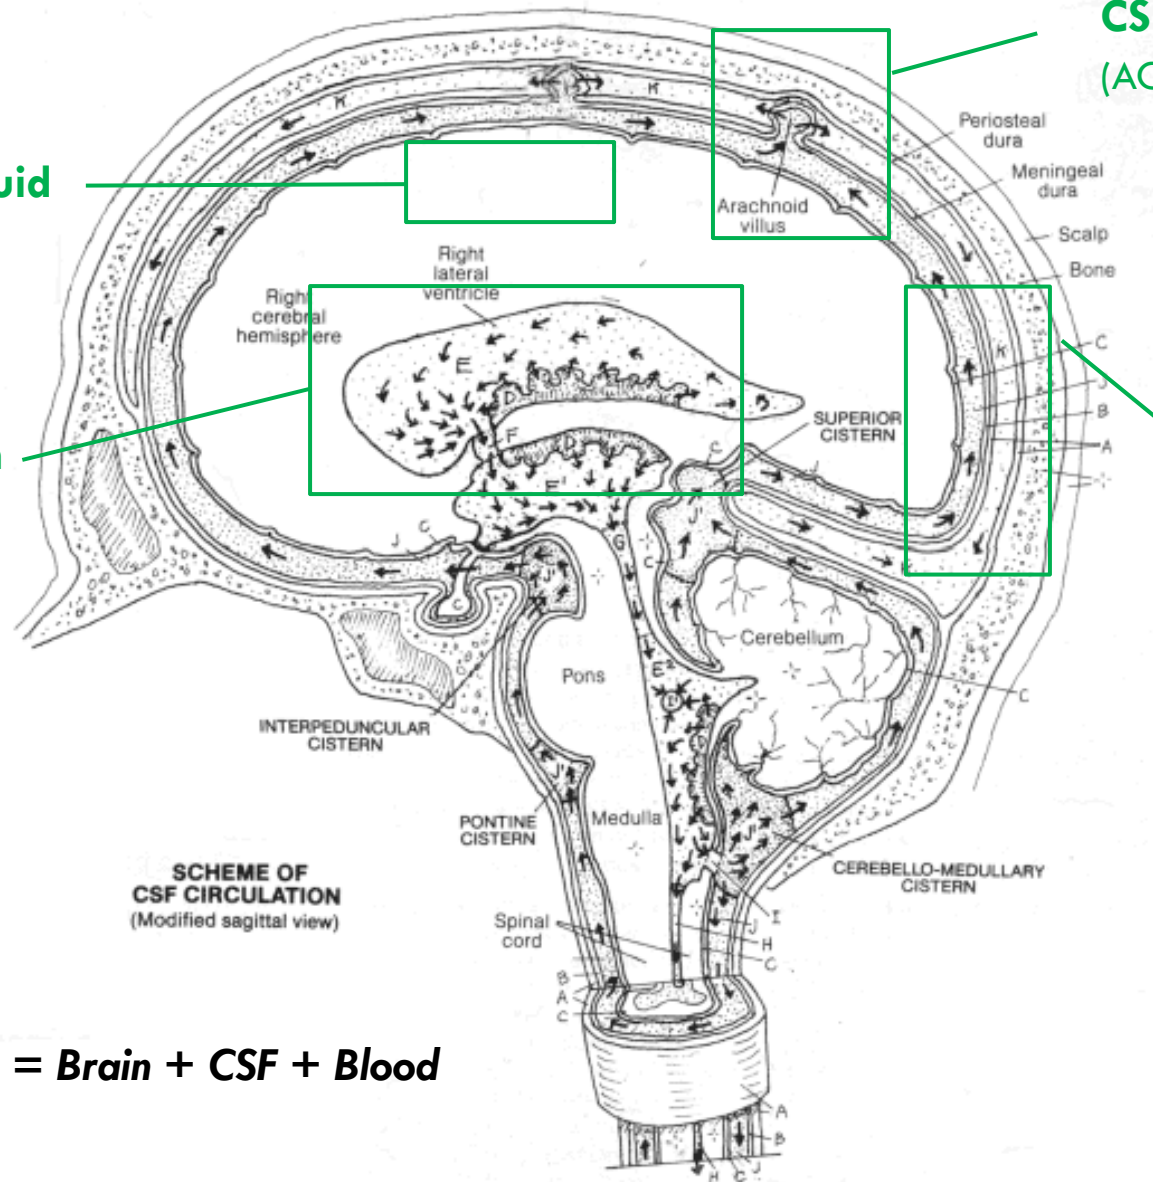 CS
(AC
Periosteal
dura
Meningeal
dura
Scalp
Bone
uid
Arachnoid
villus
K
K
Right
lateral
ventricle
Right
cerebral
hemisphere
E
D
F
D
E'
K
C
J
B
A
SUPERIOR
CISTERN
C
J
J
C
G
C
J'
J'
K
C
Cerebellum
C
E²
Pons
INTERPEDUNCULAR
CISTERN
J'
PONTINE
CISTERN
Medulla
J'
CEREBELLO-MEDULLARY
CISTERN
SCHEME OF
CSF CIRCULATION
(Modified sagittal view)
Spinal
cord
I
J
H
C
B
A
C
= Brain + CSF + Blood
A
B
H C J